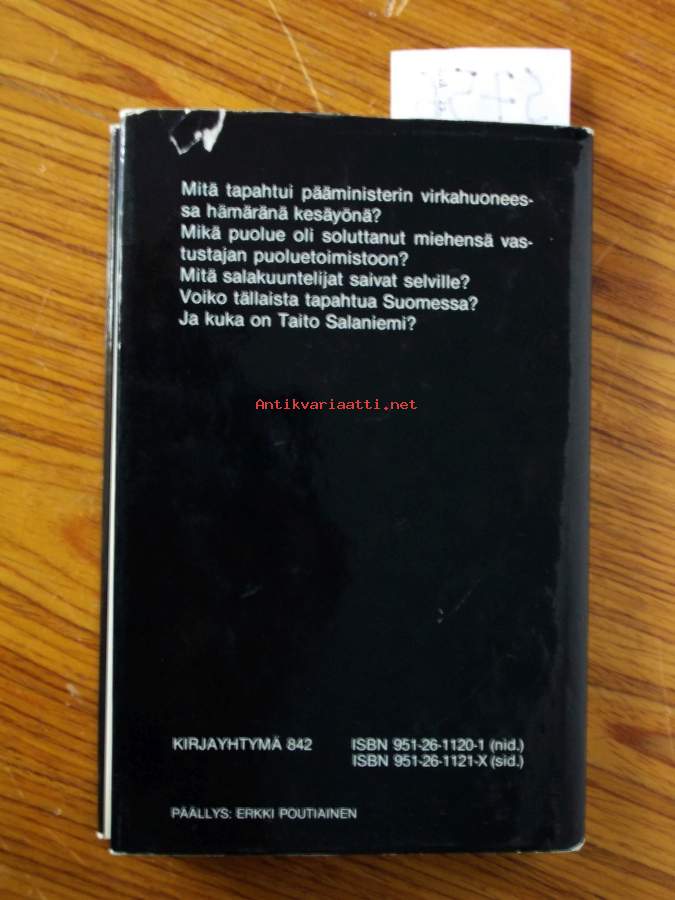 Mitä tapahtui pääministerin virkahuonees-
sa hämäränä kesäyönä?
Mikä puolue oli soluttanut miehensä vas-
tustajan puoluetoimistoon?
Mitä salakuuntelijat saivat selville?
Voiko tällaista tapahtua Suomessa?
Ja kuka on Taito Salaniemi?
Antikvariaatti.net
KIRJAYHTYMÄ 842
ISBN 951-26-1120-1 (nid.)
ISBN 951-26-1121-X (sid.)
PÄÄLLYS: ERKKI POUTIAINEN